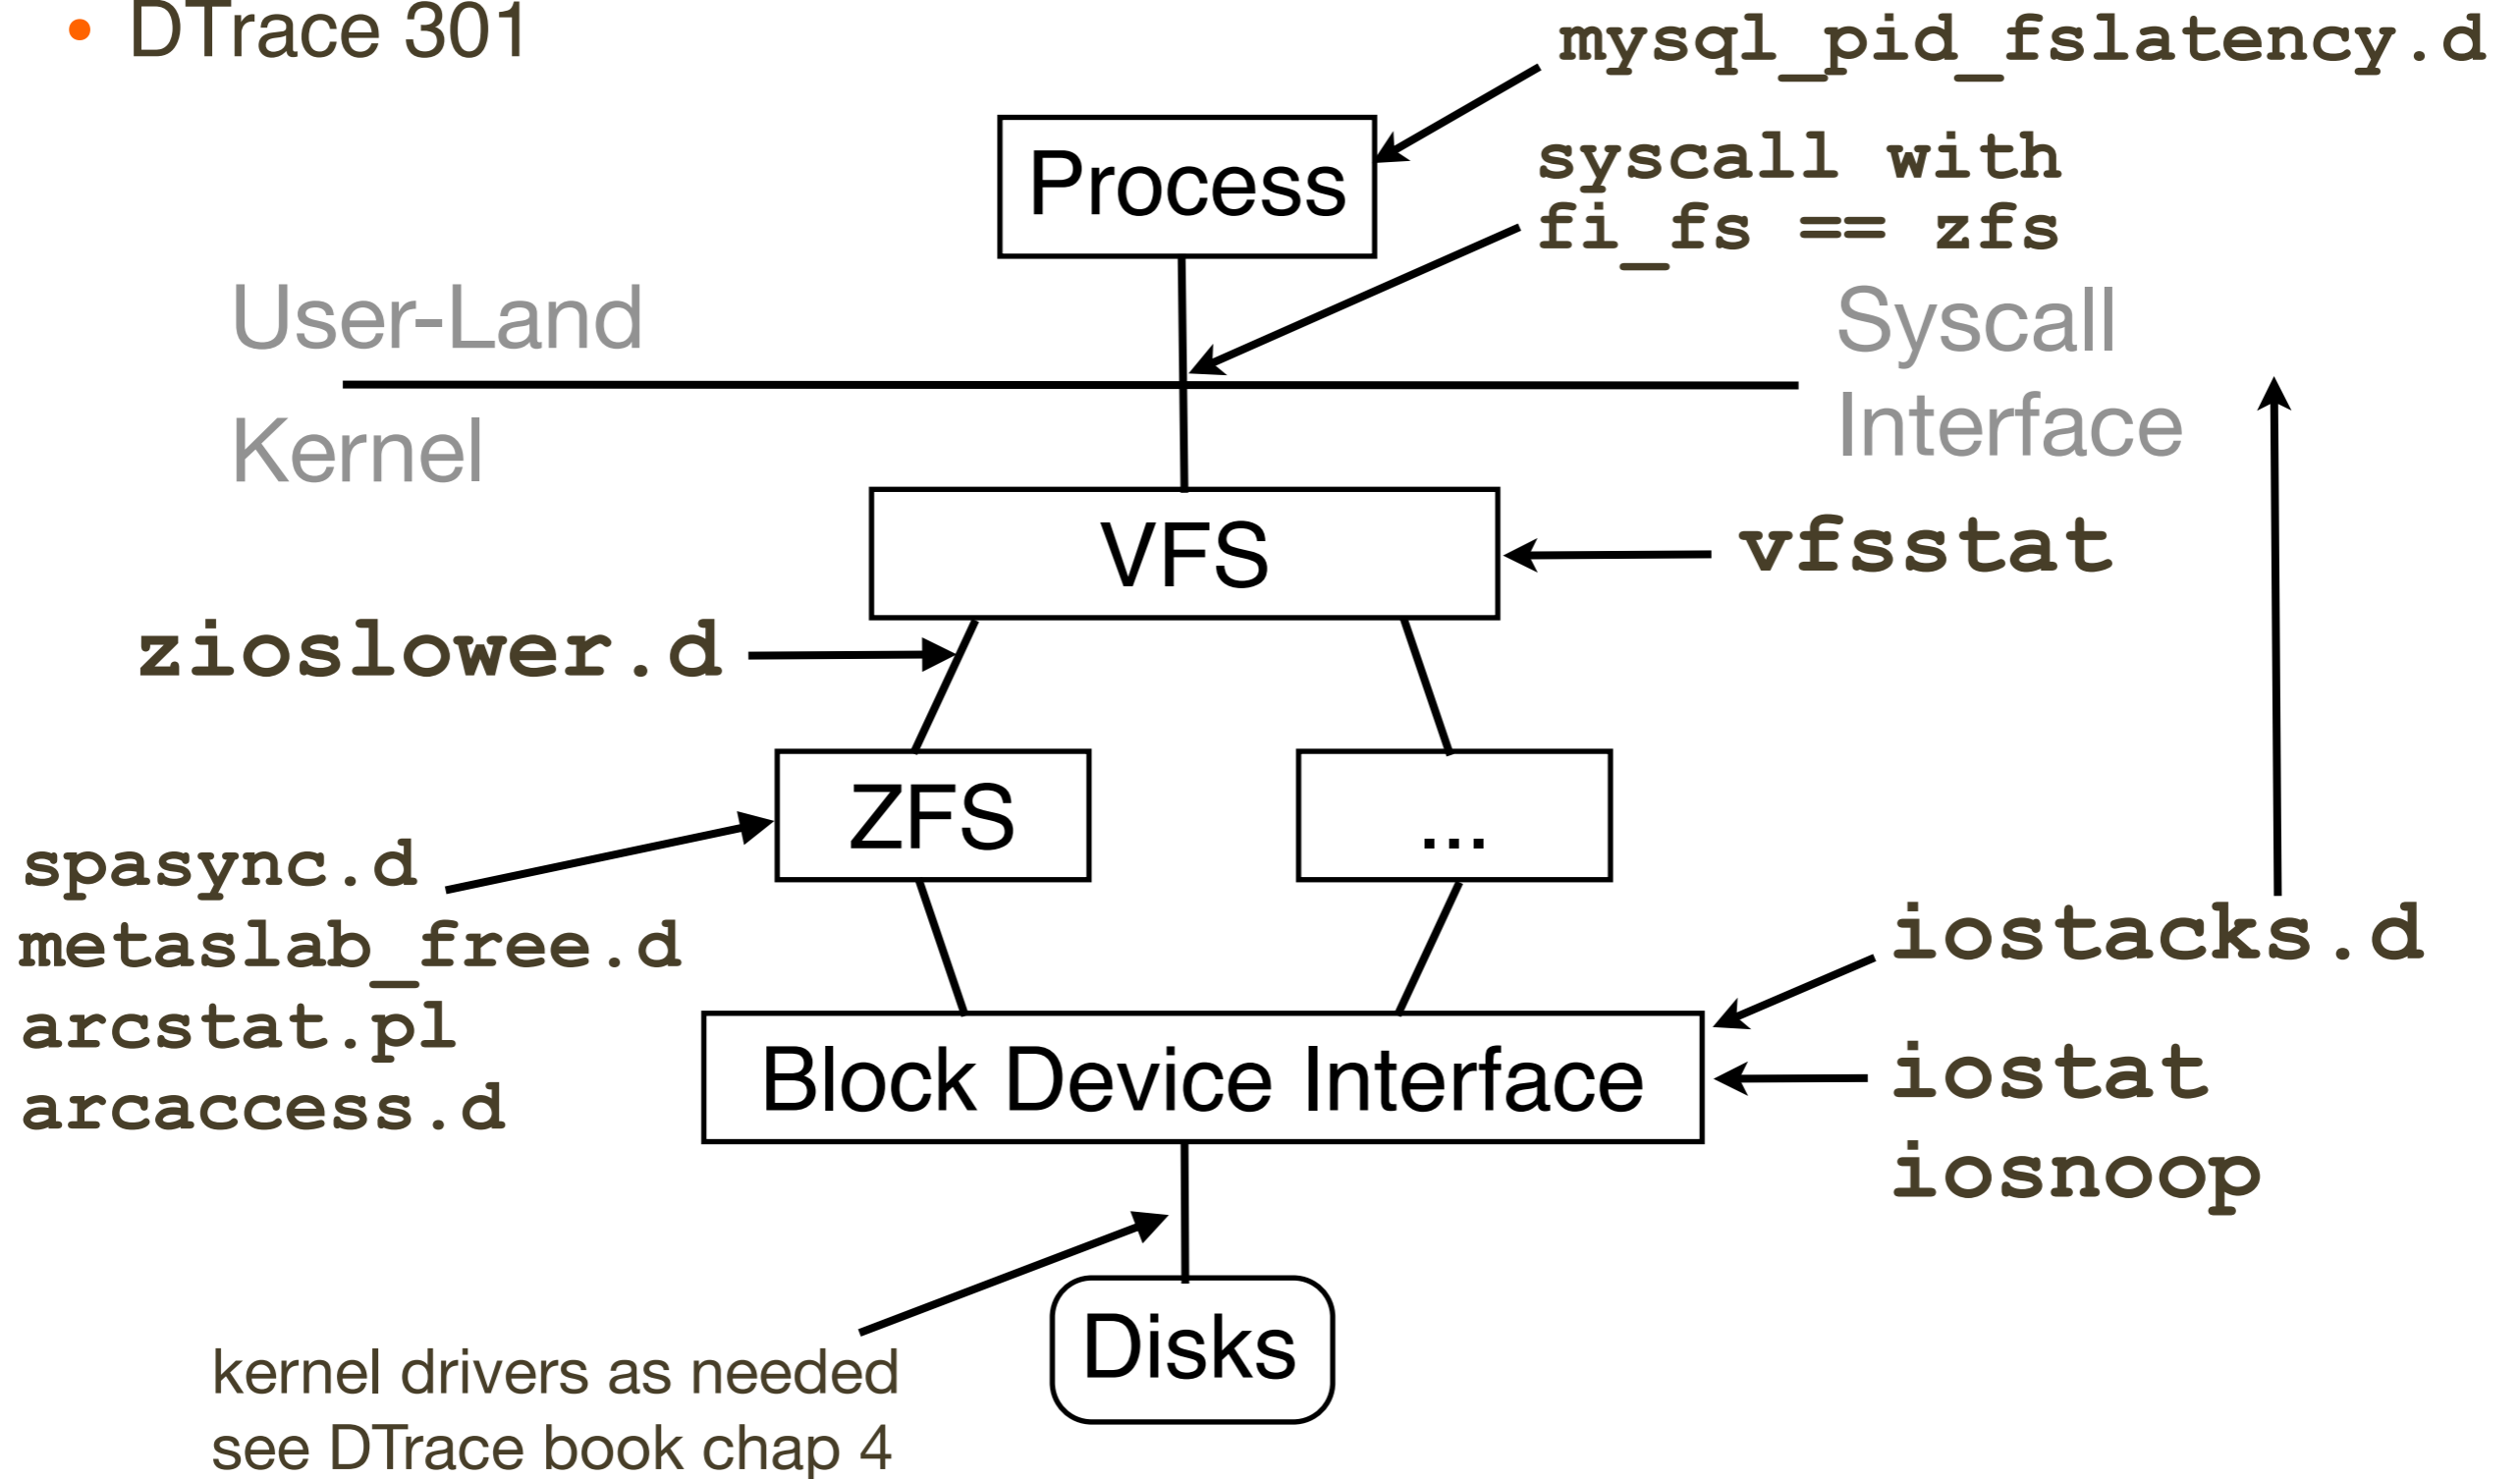 • DTrace 301
mysql_pid_fslatency.d
Process
syscall with
fi_fs == zfs
User-Land
Syscall
Interface
Kernel
VFS
vfsstat
zioslower.d
ZFS
...
spasync.d
metaslab_free.d
arcstat.pl
arcaccess.d
iostacks.d
Block Device Interface
iostat
iosnoop
Disks
kernel drivers as needed
see DTrace book chap 4